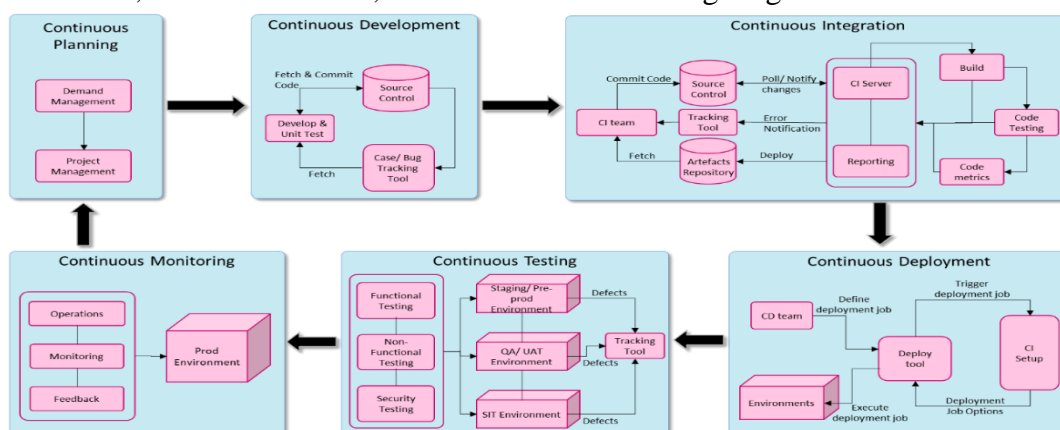 Continuous
Planning
Demand
Management
Project
Management
Continuous Development
Fetch & Commit
Code
Source
Control
Develop &
Unit Test
Case/ Bug
Tracking
Tool
Fetch
Continuous Integration
Commit Code
Source
Control
Poll/ Notify
changes
CI Server
Build
CI team
Tracking
Tool
Error
Notification
Code
Testing
Fetch
Artefacts
Repository
Deploy
Reporting
Code
metrics
Continuous Monitoring
Operations
Monitoring
Feedback
Prod
Environment
Continuous Testing
Functional
Testing
Non-
Functional
Testing
Security
Testing
Staging/ Pre-
prod Environment
QA/ UAT
Environment
SIT Environment
Defects
Defects
Defects
Tracking
Tool
Continuous Deployment
CD team
Define
deployment job
Trigger
deployment job
Deploy
tool
CI
Setup
Environments
Execute
deployment job
Deployment
Job Options